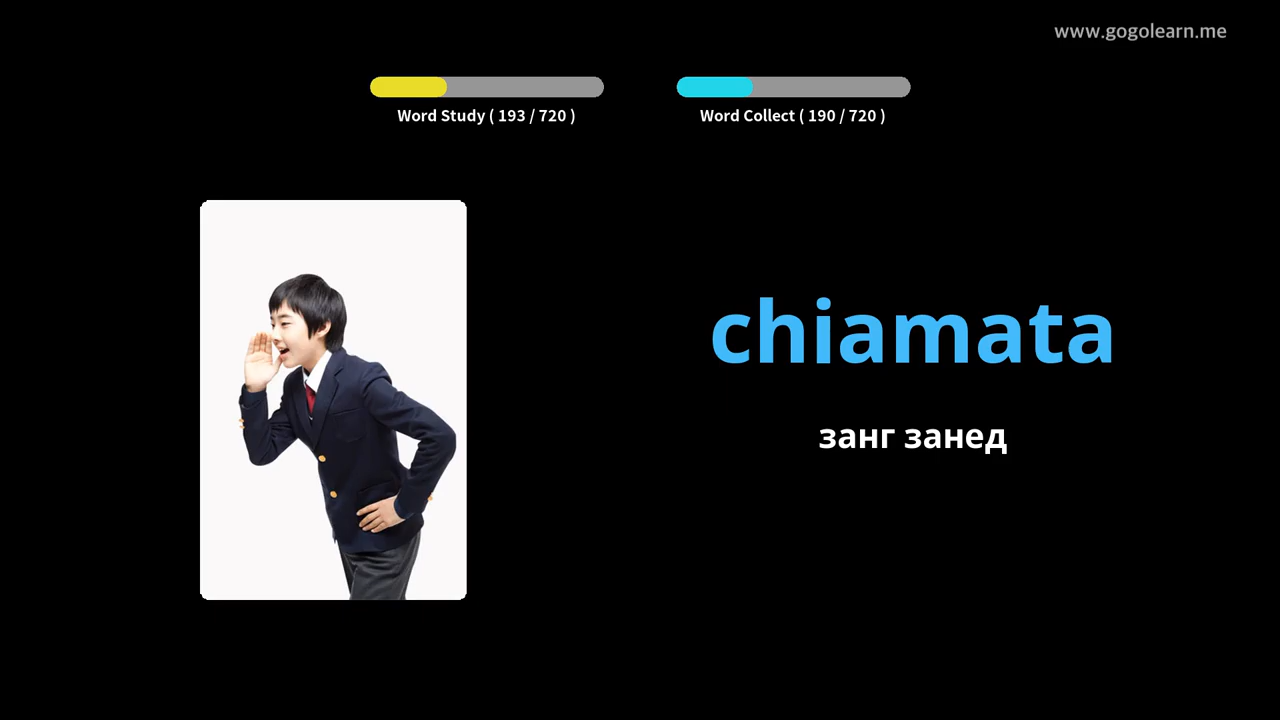 www.gogolearn.me
Word Study ( 193 / 720 )
Word Collect ( 190 / 720 )
chiamata
занг занед